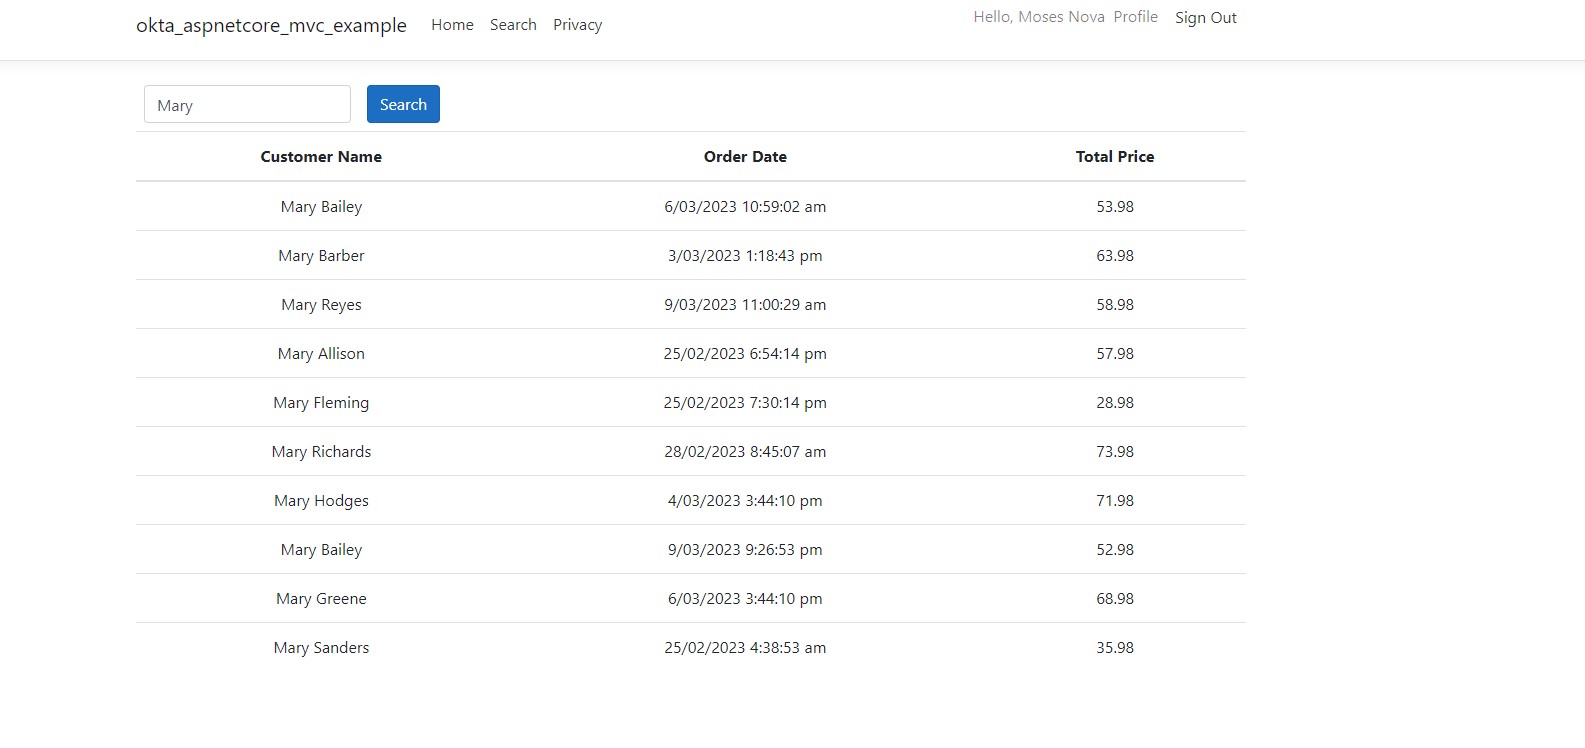 okta_aspnetcore_mvc_example Home Search Privacy Hello, Moses Nova Profile Sign Out
Mary Search
Customer Name Order Date Total Price
Mary Bailey 6/03/2023 10:59:02 am 53.98
Mary Barber 3/03/2023 1:18:43 pm 63.98
Mary Reyes 9/03/2023 11:00:29 am 58.98
Mary Allison 25/02/2023 6:54:14 pm 57.98
Mary Fleming 25/02/2023 7:30:14 pm 28.98
Mary Richards 28/02/2023 8:45:07 am 73.98
Mary Hodges 4/03/2023 3:44:10 pm 71.98
Mary Bailey 9/03/2023 9:26:53 pm 52.98
Mary Greene 6/03/2023 3:44:10 pm 68.98
Mary Sanders 25/02/2023 4:38:53 am 35.98